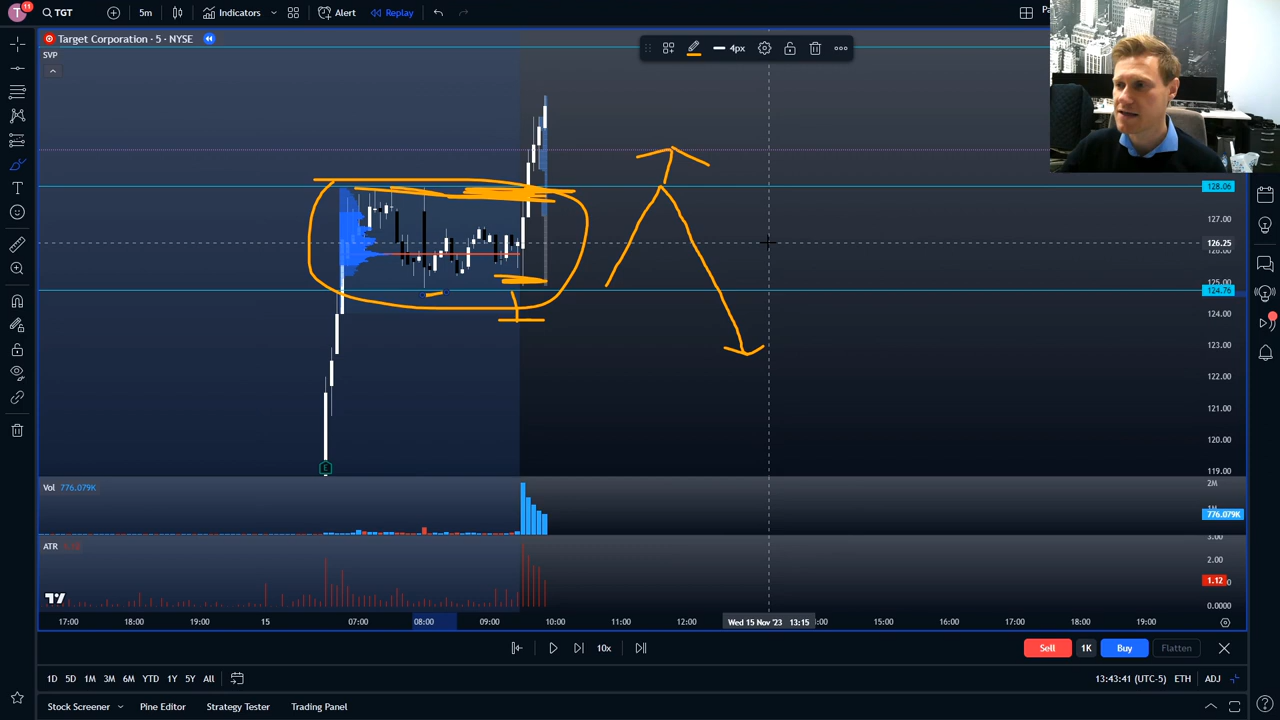 T 11 TGT 5m Indicators Alert Replay Pa
Target Corporation · 5 · NYSE
SVP
4px
128.06
127.00
126.25
125.00
124.76
124.00
123.00
122.00
121.00
120.00
119.00
E
Vol 776.079K
2M
776.079K
3.00
ATR
2.00
1.12
0.0000
17:00 18:00 19:00 15 07:00 08:00 09:00 10:00 11:00 12:00 Wed 15 Nov '23 13:15 15:00 16:00 17:00 18:00 19:00
10x Sell 1K Buy Flatten
1D 5D 1M 3M 6M YTD 1Y 5Y All 13:43:41 (UTC-5) ETH ADJ
Stock Screener Pine Editor Strategy Tester Trading Panel